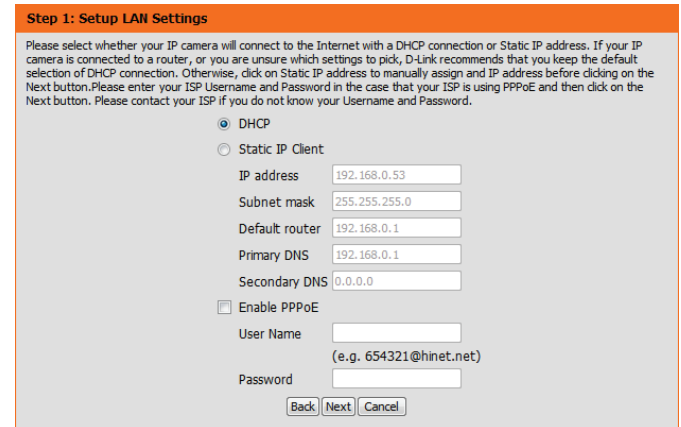 Step 1: Setup LAN Settings
Please select whether your IP camera will connect to the Internet with a DHCP connection or Static IP address. If your IP
camera is connected to a router, or you are unsure which settings to pick, D-Link recommends that you keep the default
selection of DHCP connection. Otherwise, click on Static IP address to manually assign and IP address before clicking on the
Next button.Please enter your ISP Username and Password in the case that your ISP is using PPPoE and then click on the
Next button. Please contact your ISP if you do not know your Username and Password.
DHCP
Static IP Client
IP address 192.168.0.53
Subnet mask 255.255.255.0
Default router 192.168.0.1
Primary DNS 192.168.0.1
Secondary DNS 0.0.0.0
Enable PPPoE
User Name
(e.g. 654321@hinet.net)
Password
Back Next Cancel